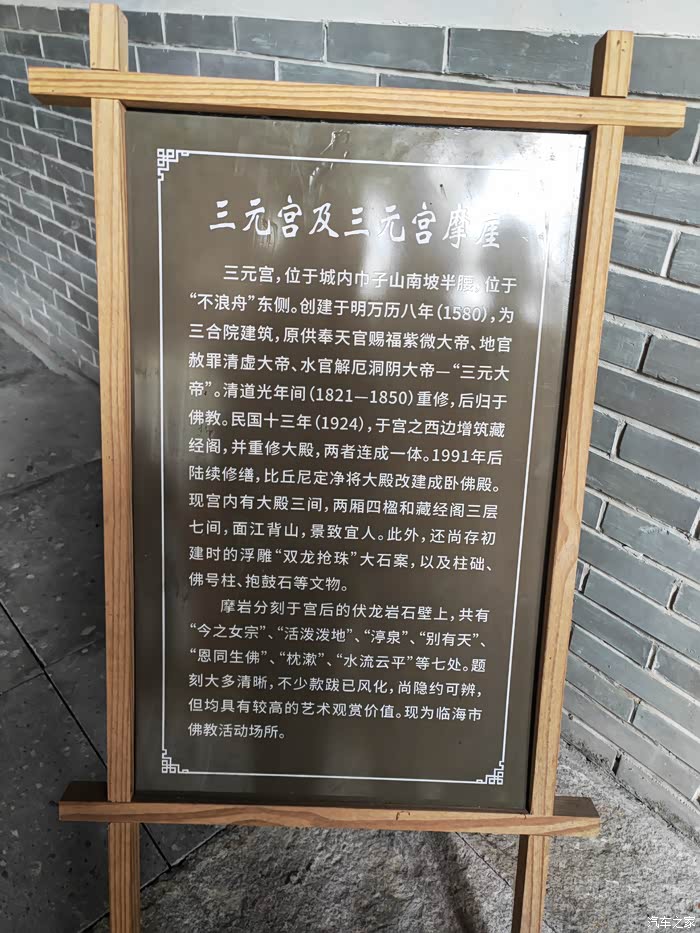 三元宫及三元宫摩崖
三元宫，位于城内巾子山南坡半腰，位于
“不浪舟”东侧。创建于明万历八年（1580），为
三合院建筑，原供奉天官赐福紫微大帝、地官
赦罪清虚大帝、水官解厄洞阴大帝—“三元大
帝”。清道光年间（1821—1850）重修，后归于
佛教。民国十三年（1924），于宫之西边增筑藏
经阁，并重修大殿，两者连成一体。1991年后
陆续修缮，比丘尼定净将大殿改建成卧佛殿。
现宫内有大殿三间，两厢四楹和藏经阁三层
七间，面江背山，景致宜人。此外，还尚存初
建时的浮雕“双龙抢珠”大石案，以及柱础、
佛号柱、抱鼓石等文物。
摩岩分刻于宫后的伏龙岩石壁上，共有
“今之女宗”、“活泼泼地”、“渟泉”、“别有天”、
“恩同生佛”、“枕漱”、“水流云平”等七处。题
刻大多清晰，不少款跋已风化，尚隐约可辨，
但均具有较高的艺术观赏价值。现为临海市
佛教活动场所。
汽车之家